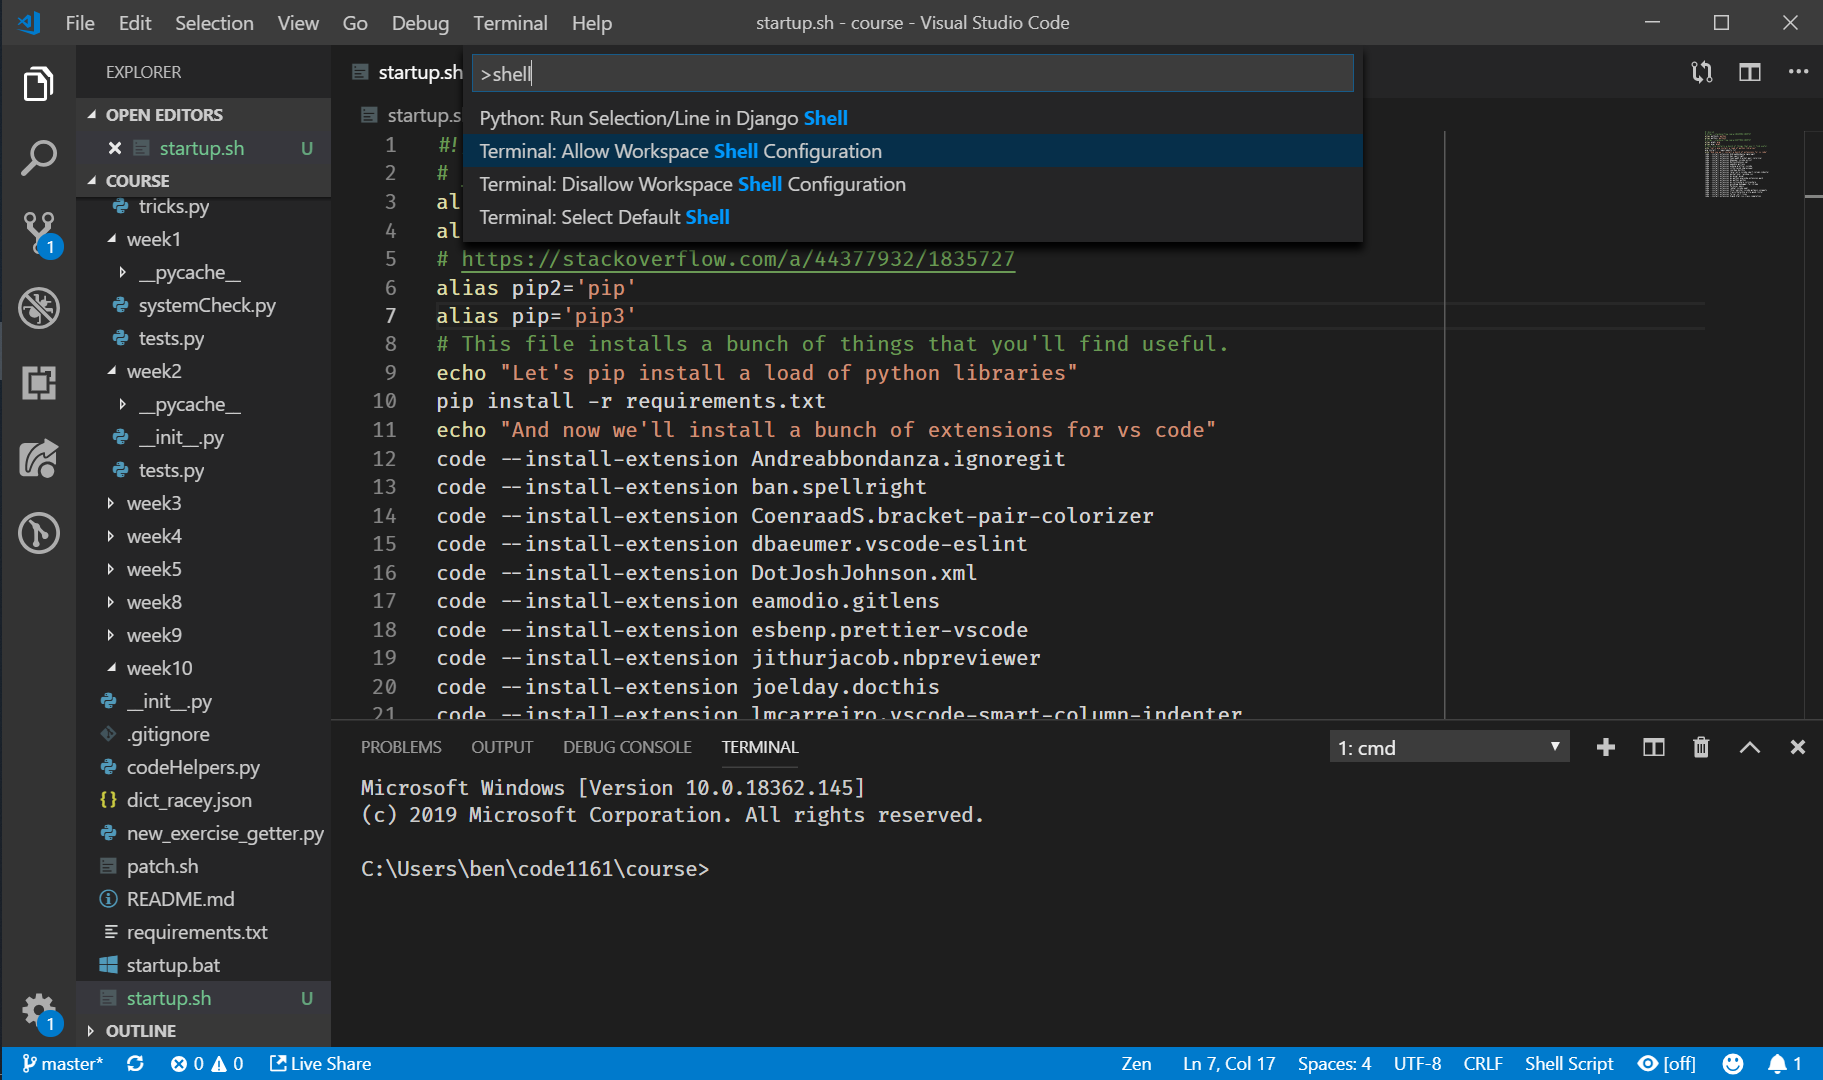 File Edit Selection View Go Debug Terminal Help
startup.sh - course - Visual Studio Code
EXPLORER
OPEN EDITORS
startup.sh U
COURSE
tricks.py
week1
__pycache__
systemCheck.py
tests.py
week2
__pycache__
__init__.py
tests.py
week3
week4
week5
week8
week9
week10
__init__.py
.gitignore
codeHelpers.py
dict_racey.json
new_exercise_getter.py
patch.sh
README.md
requirements.txt
startup.bat
startup.sh U
OUTLINE
1
1
startup.sh
>shell
Python: Run Selection/Line in Django Shell
Terminal: Allow Workspace Shell Configuration
Terminal: Disallow Workspace Shell Configuration
Terminal: Select Default Shell
startup.s
1 #!
2 #
3 al
4 al
5 # https://stackoverflow.com/a/44377932/1835727
6 alias pip2='pip'
7 alias pip='pip3'
8 # This file installs a bunch of things that you'll find useful.
9 echo "Let's pip install a load of python libraries"
10 pip install -r requirements.txt
11 echo "And now we'll install a bunch of extensions for vs code"
12 code --install-extension Andreabbondanza.ignoregit
13 code --install-extension ban.spellright
14 code --install-extension CoenraadS.bracket-pair-colorizer
15 code --install-extension dbaeumer.vscode-eslint
16 code --install-extension DotJoshJohnson.xml
17 code --install-extension eamodio.gitlens
18 code --install-extension esbenp.prettier-vscode
19 code --install-extension jithurjacob.nbpreviewer
20 code --install-extension joelday.docthis
21 code --install-extension lmcarreiro.vscode-smart-column-indenter
PROBLEMS OUTPUT DEBUG CONSOLE TERMINAL
1: cmd
Microsoft Windows [Version 10.0.18362.145]
(c) 2019 Microsoft Corporation. All rights reserved.
C:\Users\ben\code1161\course>
master* 0 0 Live Share
Zen Ln 7, Col 17 Spaces: 4 UTF-8 CRLF Shell Script [off] 1